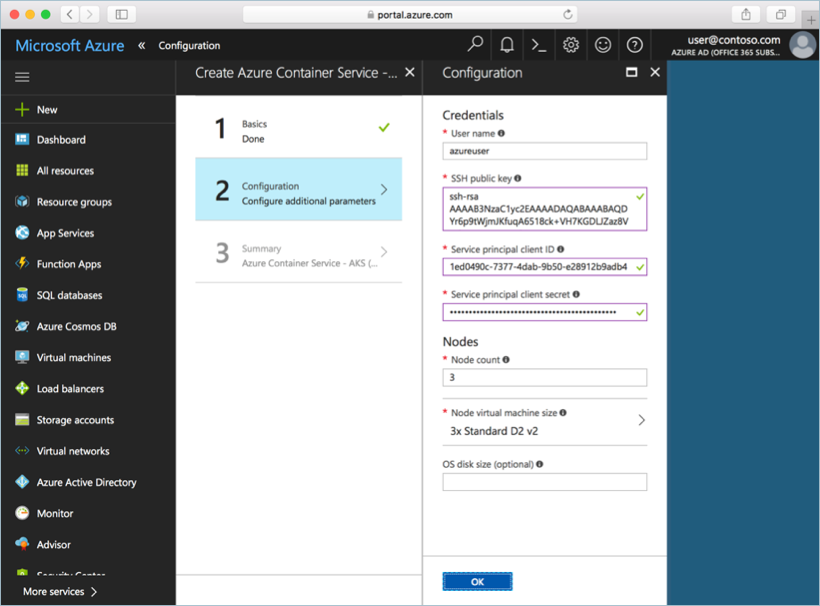 portal.azure.com
Microsoft Azure « Configuration
user@contoso.com
AZURE AD (OFFICE 365 SUBS...
New
Dashboard
All resources
Resource groups
App Services
Function Apps
SQL databases
Azure Cosmos DB
Virtual machines
Load balancers
Storage accounts
Virtual networks
Azure Active Directory
Monitor
Advisor
Security Center
More services
Create Azure Container Service -...
1
Basics
Done
2
Configuration
Configure additional parameters
3
Summary
Azure Container Service - AKS (...
Configuration
Credentials
* User name
azureuser
* SSH public key
ssh-rsa
AAAAB3NzaC1yc2EAAAADAQABAAABAQD
Yr6p9tWjmJKfuqA6518ck+VH7KGDLJZaz8V
* Service principal client ID
1ed0490c-7377-4dab-9b50-e28912b9adb4
* Service principal client secret
Nodes
* Node count
3
* Node virtual machine size
3x Standard D2 v2
OS disk size (optional)
OK